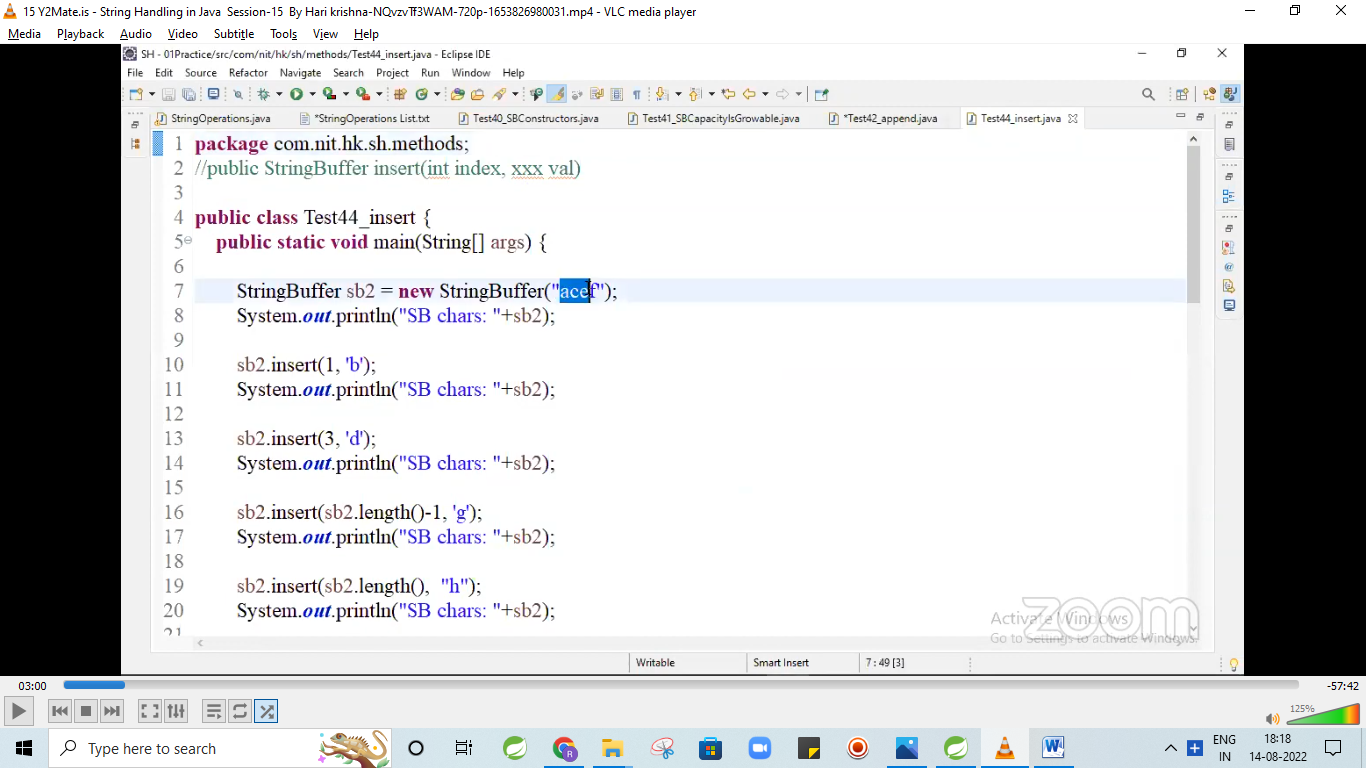 15 Y2Mate.is - String Handling in Java Session-15 By Hari krishna-NQvzvTf3WAM-720p-1653826980031.mp4 - VLC media player
Media Playback Audio Video Subtitle Tools View Help
SH - 01Practice/src/com/nit/hk/sh/methods/Test44_insert.java - Eclipse IDE
File Edit Source Refactor Navigate Search Project Run Window Help
StringOperations.java *StringOperations List.txt Test40_SBConstructors.java Test41_SBCapacityIsGrowable.java *Test42_append.java Test44_insert.java
1 package com.nit.hk.sh.methods;
2 //public StringBuffer insert(int index, xxx val)
3
4 public class Test44_insert {
5 public static void main(String[] args) {
6
7 StringBuffer sb2 = new StringBuffer("acef");
8 System.out.println("SB chars: "+sb2);
9
10 sb2.insert(1, 'b');
11 System.out.println("SB chars: "+sb2);
12
13 sb2.insert(3, 'd');
14 System.out.println("SB chars: "+sb2);
15
16 sb2.insert(sb2.length()-1, 'g');
17 System.out.println("SB chars: "+sb2);
18
19 sb2.insert(sb2.length(), "h");
20 System.out.println("SB chars: "+sb2);
21
zoom
Activate Windows
Go to Settings to activate Windows.
Writable Smart Insert 7 : 49 [3]
03:00 -57:42
125%
Type here to search
ENG 18:18
IN 14-08-2022